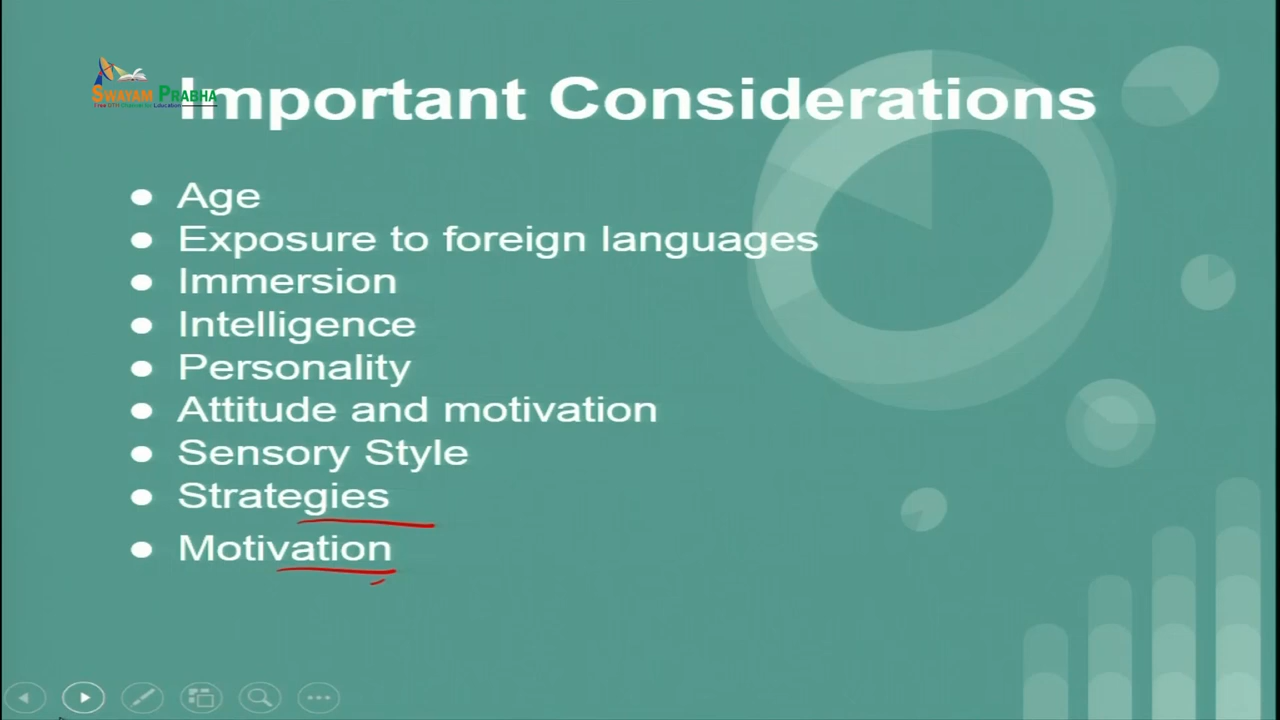 SWAYAM PRABHA
Important Considerations
Age
Exposure to foreign languages
Immersion
Intelligence
Personality
Attitude and motivation
Sensory Style
Strategies
Motivation